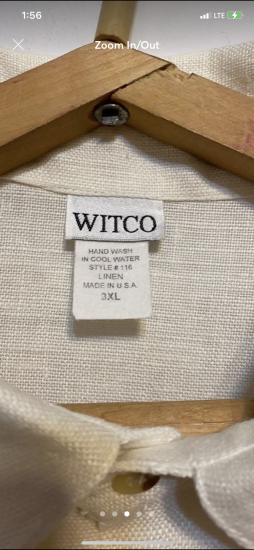 1:56
LTE
Zoom In/Out
WITCO
HAND WASH
IN COOL WATER
STYLE # 116
LINEN
MADE IN U.S.A.
3XL